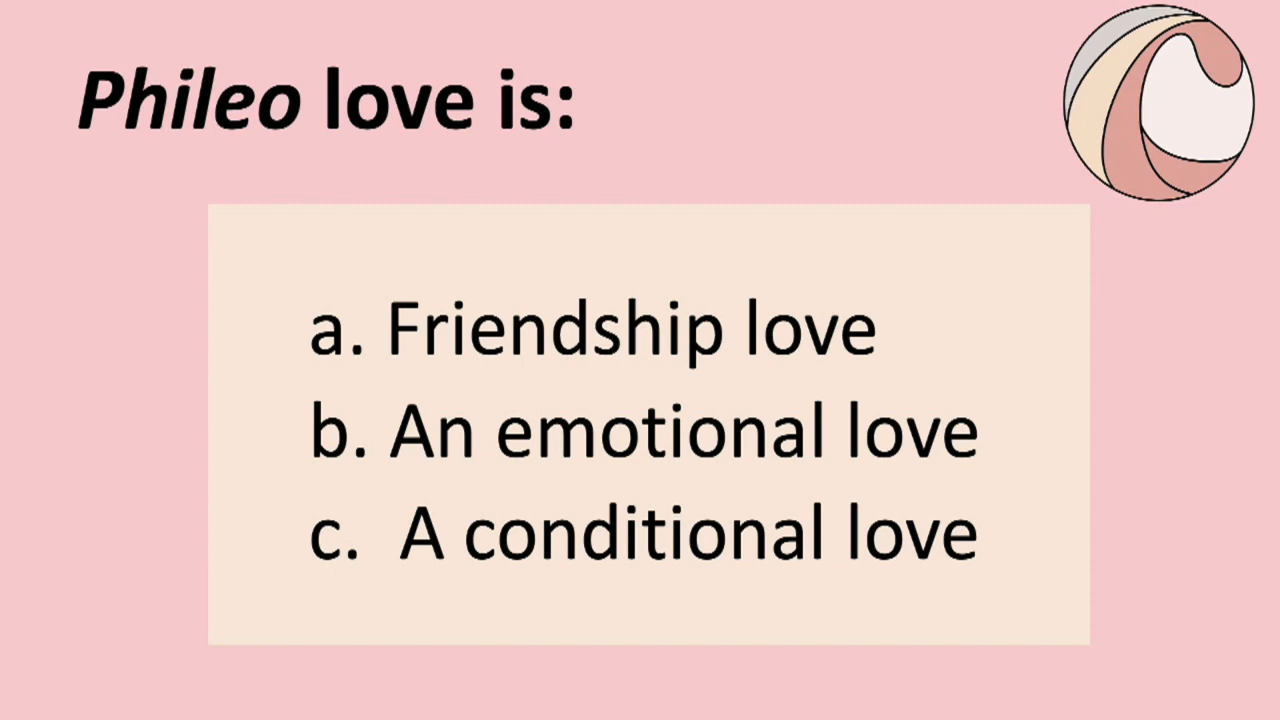 Phileo love is:
a. Friendship love
b. An emotional love
c. A conditional love